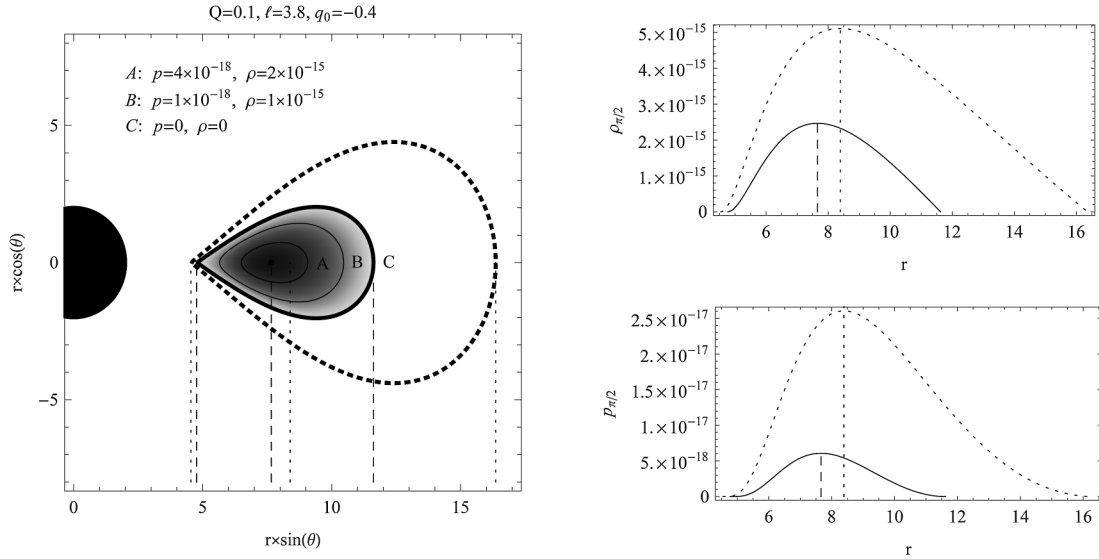 Q=0.1, ℓ=3.8, q₀=−0.4
A: p=4×10⁻¹⁸, ρ=2×10⁻¹⁵
B: p=1×10⁻¹⁸, ρ=1×10⁻¹⁵
C: p=0, ρ=0
5
0
−5
r×cos(θ)
A B C
0 5 10 15
r×sin(θ)
5.×10⁻¹⁵
4.×10⁻¹⁵
3.×10⁻¹⁵
2.×10⁻¹⁵
1.×10⁻¹⁵
0
ρπ/2
6 8 10 12 14 16
r
2.5×10⁻¹⁷
2.×10⁻¹⁷
1.5×10⁻¹⁷
1.×10⁻¹⁷
5.×10⁻¹⁸
0
pπ/2
6 8 10 12 14 16
r